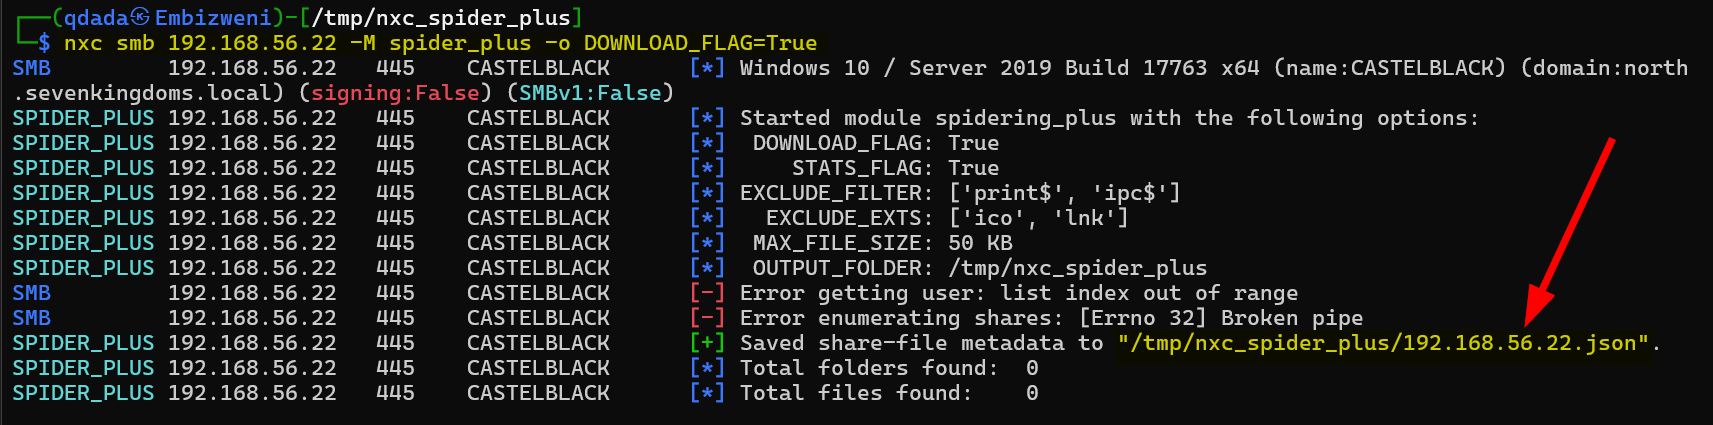 ┌──(qdada㉿Embizweni)-[/tmp/nxc_spider_plus]
└─$ nxc smb 192.168.56.22 -M spider_plus -o DOWNLOAD_FLAG=True
SMB         192.168.56.22   445    CASTELBLACK      [*] Windows 10 / Server 2019 Build 17763 x64 (name:CASTELBLACK) (domain:north
.sevenkingdoms.local) (signing:False) (SMBv1:False)
SPIDER_PLUS 192.168.56.22   445    CASTELBLACK      [*] Started module spidering_plus with the following options:
SPIDER_PLUS 192.168.56.22   445    CASTELBLACK      [*]  DOWNLOAD_FLAG: True
SPIDER_PLUS 192.168.56.22   445    CASTELBLACK      [*]     STATS_FLAG: True
SPIDER_PLUS 192.168.56.22   445    CASTELBLACK      [*] EXCLUDE_FILTER: ['print$', 'ipc$']
SPIDER_PLUS 192.168.56.22   445    CASTELBLACK      [*]   EXCLUDE_EXTS: ['ico', 'lnk']
SPIDER_PLUS 192.168.56.22   445    CASTELBLACK      [*]  MAX_FILE_SIZE: 50 KB
SPIDER_PLUS 192.168.56.22   445    CASTELBLACK      [*]  OUTPUT_FOLDER: /tmp/nxc_spider_plus
SMB         192.168.56.22   445    CASTELBLACK      [-] Error getting user: list index out of range
SMB         192.168.56.22   445    CASTELBLACK      [-] Error enumerating shares: [Errno 32] Broken pipe
SPIDER_PLUS 192.168.56.22   445    CASTELBLACK      [+] Saved share-file metadata to "/tmp/nxc_spider_plus/192.168.56.22.json".
SPIDER_PLUS 192.168.56.22   445    CASTELBLACK      [*] Total folders found:  0
SPIDER_PLUS 192.168.56.22   445    CASTELBLACK      [*] Total files found:    0